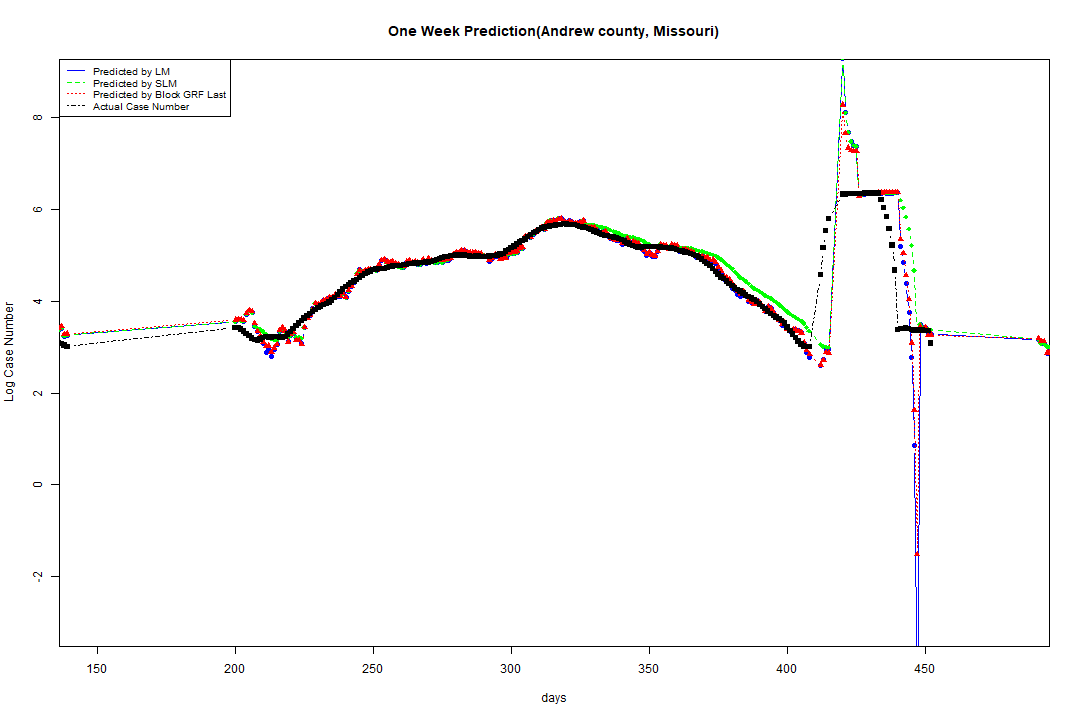 One Week Prediction(Andrew county, Missouri)
Predicted by LM
Predicted by SLM
Predicted by Block GRF Last
Actual Case Number
Log Case Number
8
6
4
2
0
-2
150 200 250 300 350 400 450
days